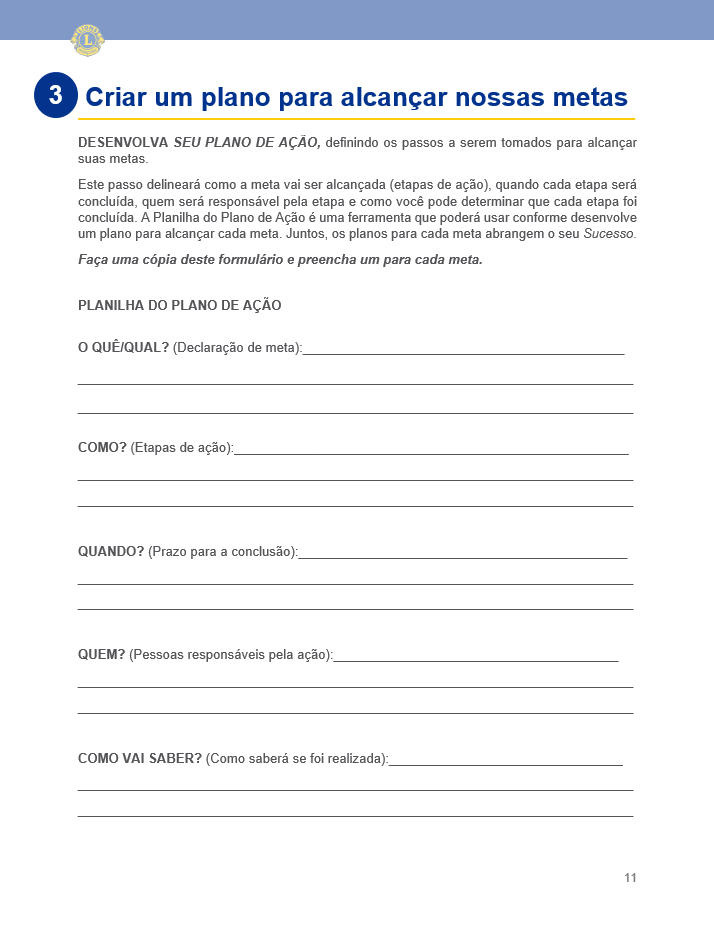 LIONS
L
3
Criar um plano para alcançar nossas metas
DESENVOLVA SEU PLANO DE AÇÃO, definindo os passos a serem tomados para alcançar
suas metas.
Este passo delineará como a meta vai ser alcançada (etapas de ação), quando cada etapa será
concluída, quem será responsável pela etapa e como você pode determinar que cada etapa foi
concluída. A Planilha do Plano de Ação é uma ferramenta que poderá usar conforme desenvolve
um plano para alcançar cada meta. Juntos, os planos para cada meta abrangem o seu Sucesso.
Faça uma cópia deste formulário e preencha um para cada meta.
PLANILHA DO PLANO DE AÇÃO
O QUÊ/QUAL? (Declaração de meta):
COMO? (Etapas de ação):
QUANDO? (Prazo para a conclusão):
QUEM? (Pessoas responsáveis pela ação):
COMO VAI SABER? (Como saberá se foi realizada):
11